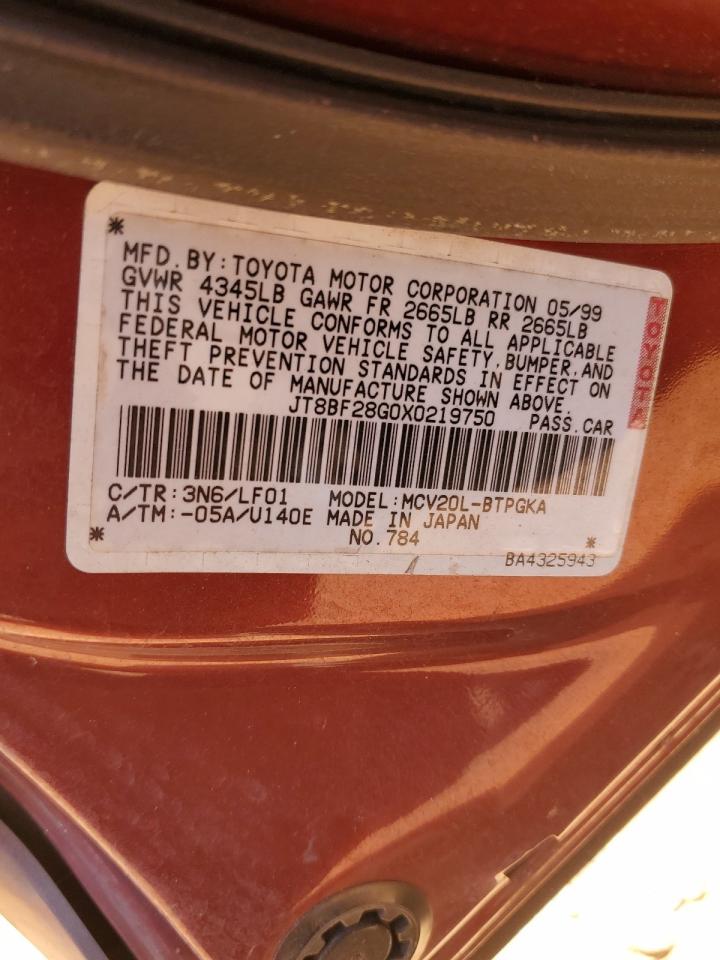 *
MFD. BY: TOYOTA MOTOR CORPORATION 05/99
GVWR 4345LB GAWR FR 2665LB RR 2665LB
THIS VEHICLE CONFORMS TO ALL APPLICABLE
FEDERAL MOTOR VEHICLE SAFETY, BUMPER, AND
THEFT PREVENTION STANDARDS IN EFFECT ON
THE DATE OF MANUFACTURE SHOWN ABOVE.
JT8BF28G0X0219750 PASS. CAR
TOYOTA
C/TR: 3N6/LF01 MODEL: MCV20L-BTPGKA
A/TM: -05A/U140E MADE IN JAPAN
* NO. 784 *
BA4325943